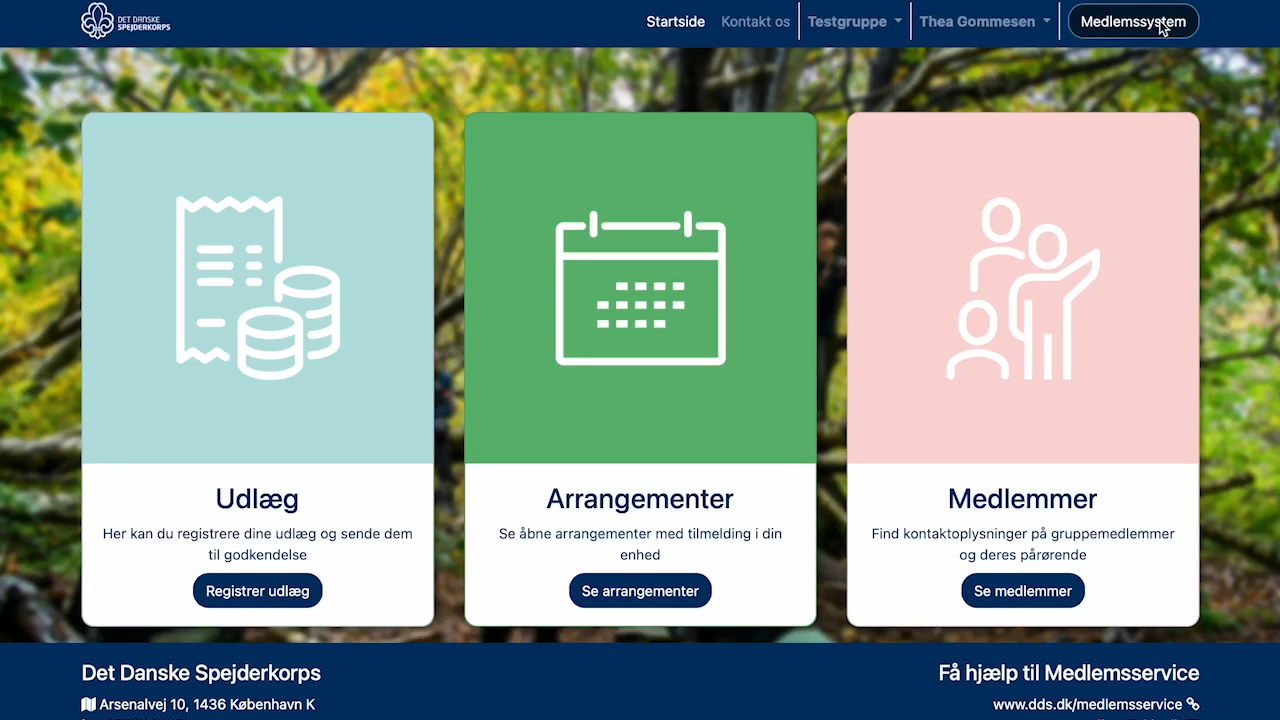 DET DANSKE
SPEJDERKORPS
Startside
Kontakt os
Testgruppe
Thea Gommesen
Medlemssystem
Udlæg
Her kan du registrere dine udlæg og sende dem
til godkendelse
Registrer udlæg
Arrangementer
Se åbne arrangementer med tilmelding i din
enhed
Se arrangementer
Medlemmer
Find kontaktoplysninger på gruppemedlemmer
og deres pårørende
Se medlemmer
Det Danske Spejderkorps
Arsenalvej 10, 1436 København K
Få hjælp til Medlemsservice
www.dds.dk/medlemsservice